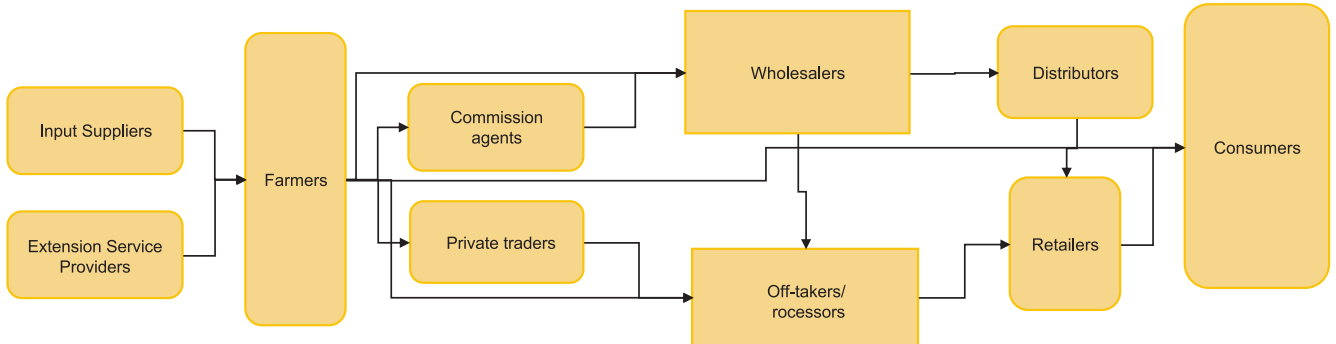 Input Suppliers
Extension Service
Providers
Farmers
Commission
agents
Private traders
Wholesalers
Off-takers/
rocessors
Distributors
Retailers
Consumers